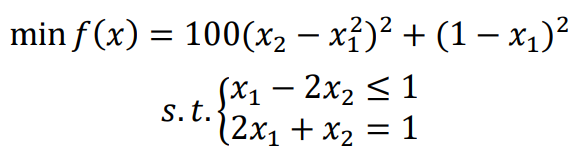 min f(x) = 100(x₂ − x₁²)² + (1 − x₁)²
s.t. { x₁ − 2x₂ ≤ 1
2x₁ + x₂ = 1